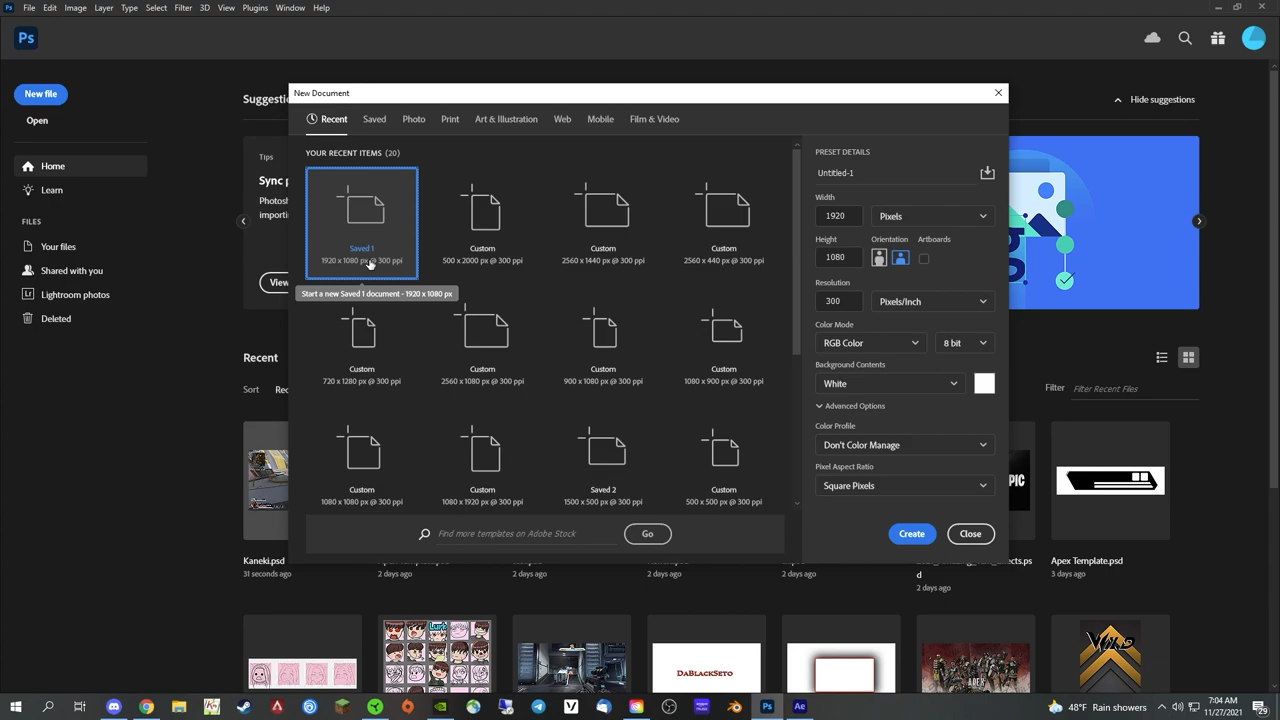 Ps File Edit Image Layer Type Select Filter 3D View Plugins Window Help
Ps
New file
Open
Home
Learn
FILES
Your files
Shared with you
Lr Lightroom photos
Deleted
Hide suggestions
Tips
Sync
New Document
Recent Saved Photo Print Art & Illustration Web Mobile Film & Video
YOUR RECENT ITEMS (20)
Saved 1
1920 x 1080 px @ 300 ppi
Custom
500 x 2000 px @ 300 ppi
Custom
2560 x 1440 px @ 300 ppi
Custom
2560 x 440 px @ 300 ppi
Start a new Saved 1 document - 1920 x 1080 px
Custom
720 x 1280 px @ 300 ppi
Custom
2560 x 1080 px @ 300 ppi
Custom
900 x 1080 px @ 300 ppi
Custom
1080 x 900 px @ 300 ppi
Custom
1080 x 1080 px @ 300 ppi
Custom
1080 x 1920 px @ 300 ppi
Saved 2
1500 x 500 px @ 300 ppi
Custom
500 x 500 px @ 300 ppi
Find more templates on Adobe Stock
Go
PRESET DETAILS
Untitled-1
Width
1920 Pixels
Height Orientation Artboards
1080
Resolution
300 Pixels/Inch
Color Mode
RGB Color 8 bit
Background Contents
White
Advanced Options
Color Profile
Don't Color Manage
Pixel Aspect Ratio
Square Pixels
Create Close
Recent
Sort
Filter Filter Recent Files
Kaneki.psd
31 seconds ago
2 days ago
2 days ago
2 days ago
2 days ago
2 days ago
Apex Template.psd
3 days ago
DABLACKSETO
48°F Rain showers
7:04 AM
11/27/2021
29